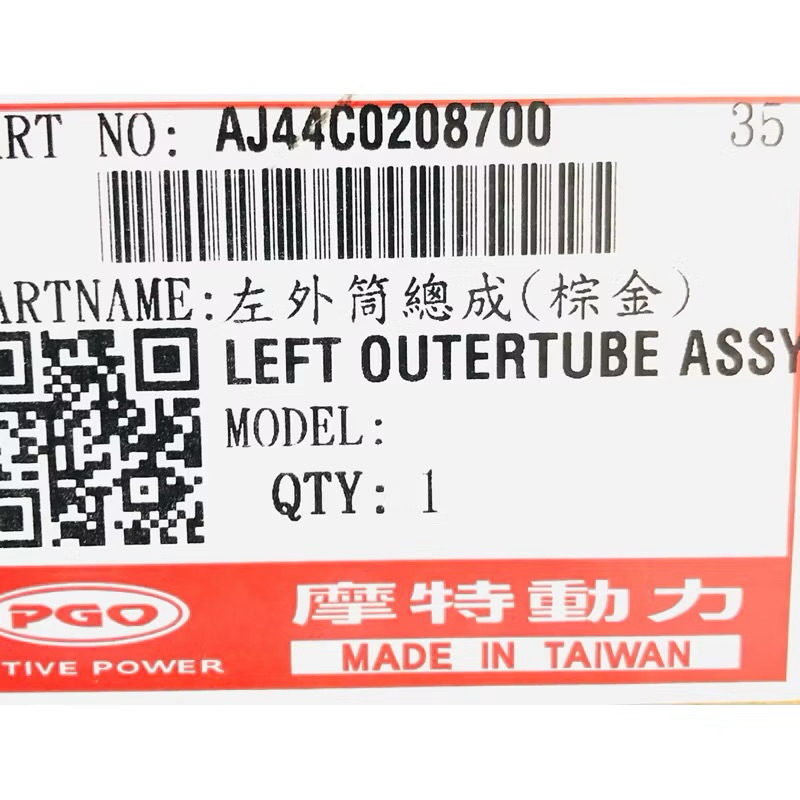 ART NO: AJ44C0208700 35
ARTNAME:左外筒總成(棕金)
LEFT OUTERTUBE ASSY
MODEL:
QTY: 1
PGO
TIVE POWER
摩特動力
MADE IN TAIWAN